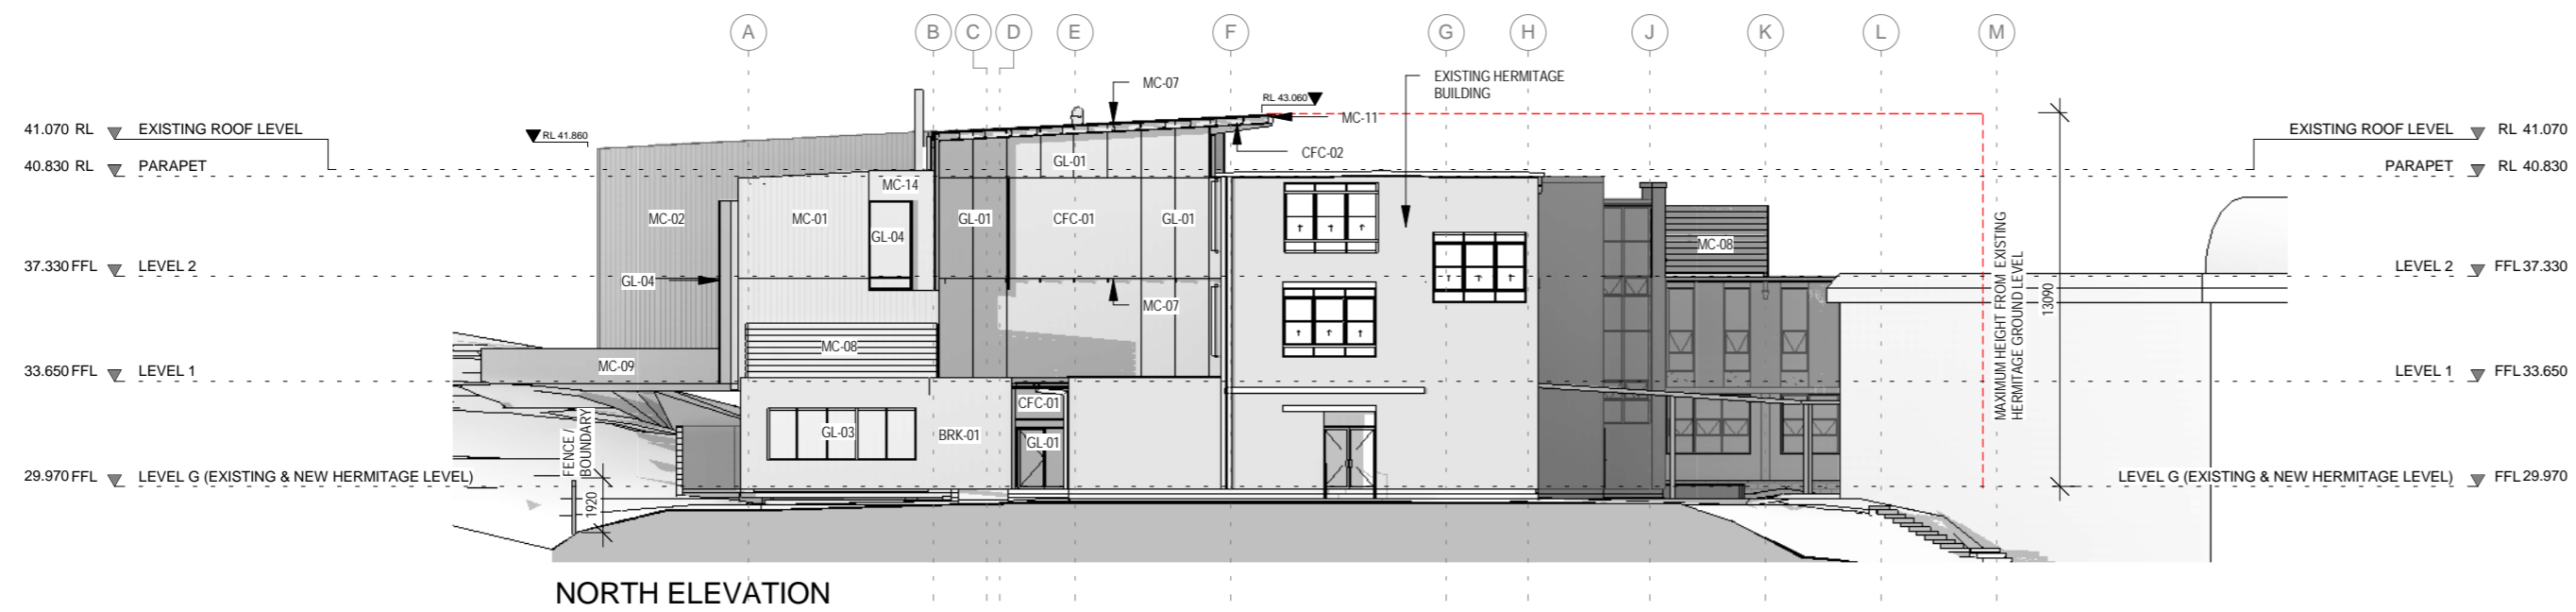 A B C D E F G H J K L M
MC-07
EXISTING HERMITAGE
BUILDING
RL 43.060
MC-11
41.070 RL EXISTING ROOF LEVEL
RL 41.860
EXISTING ROOF LEVEL RL 41.070
CFC-02
GL-01
40.830 RL PARAPET
PARAPET RL 40.830
MC-14
MC-02 MC-01 GL-01 CFC-01 GL-01
GL-04
MC-08
37.330 FFL LEVEL 2
LEVEL 2 FFL 37.330
GL-04
MC-07
MAXIMUM HEIGHT FROM EXISTING
HERMITAGE GROUND LEVEL
13090
MC-08
MC-09
33.650 FFL LEVEL 1
LEVEL 1 FFL 33.650
CFC-01
GL-03 BRK-01 GL-01
FENCE /
BOUNDARY
29.970 FFL LEVEL G (EXISTING & NEW HERMITAGE LEVEL)
LEVEL G (EXISTING & NEW HERMITAGE LEVEL) FFL 29.970
1920
NORTH ELEVATION